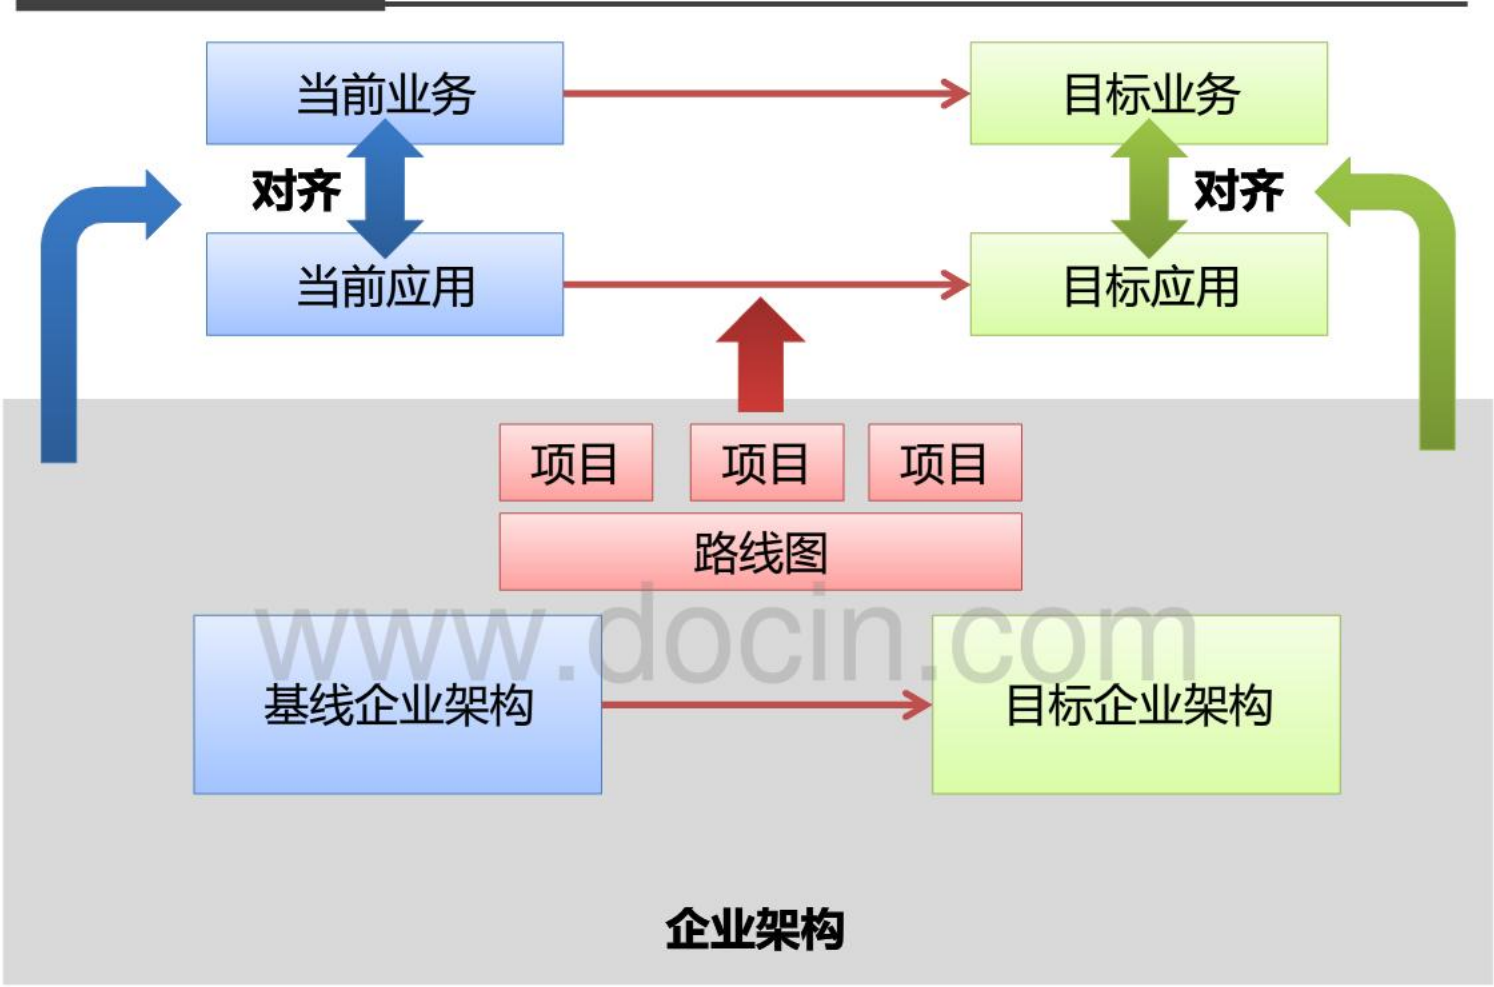 当前业务
目标业务
对齐
对齐
当前应用
目标应用
项目
项目
项目
路线图
www.docin.com
基线企业架构
目标企业架构
企业架构